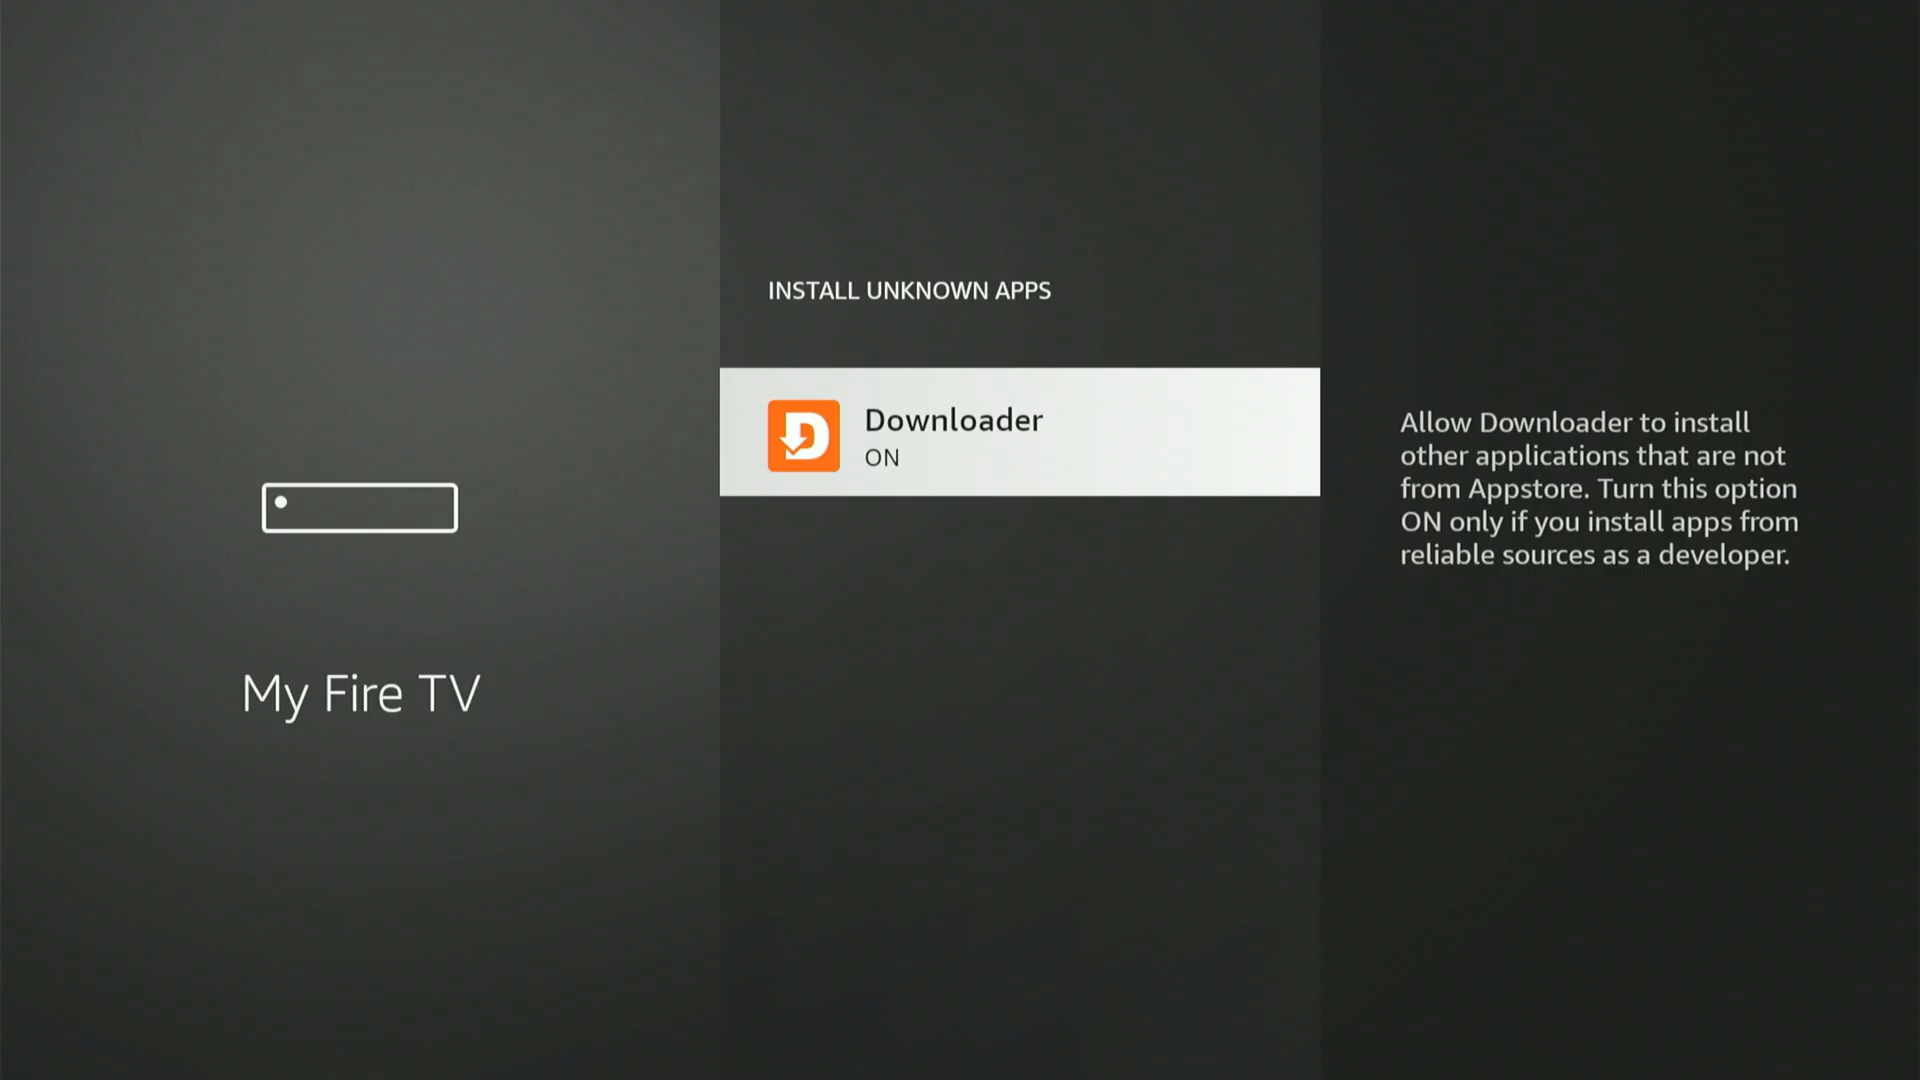 INSTALL UNKNOWN APPS
Downloader
ON
My Fire TV
Allow Downloader to install
other applications that are not
from Appstore. Turn this option
ON only if you install apps from
reliable sources as a developer.